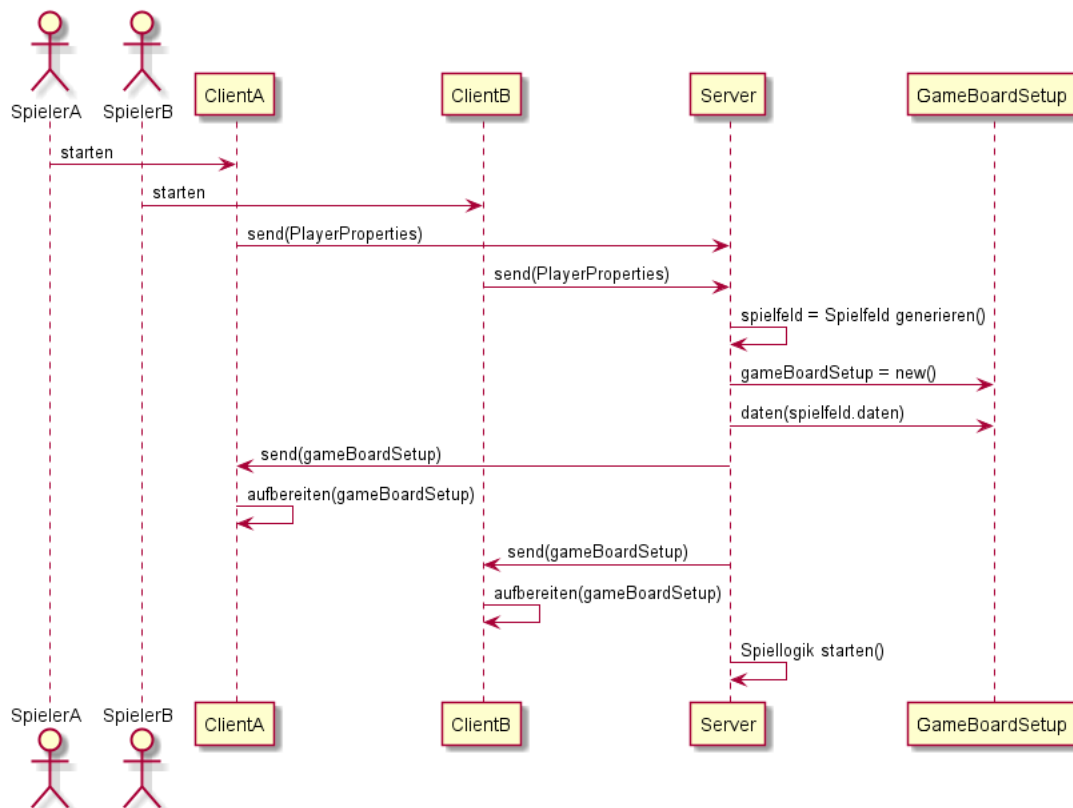 SpielerA
SpielerB
ClientA
ClientB
Server
GameBoardSetup
starten
starten
send(PlayerProperties)
send(PlayerProperties)
spielfeld = Spielfeld generieren()
gameBoardSetup = new()
daten(spielfeld.daten)
send(gameBoardSetup)
aufbereiten(gameBoardSetup)
send(gameBoardSetup)
aufbereiten(gameBoardSetup)
Spiellogik starten()
SpielerA
SpielerB
ClientA
ClientB
Server
GameBoardSetup